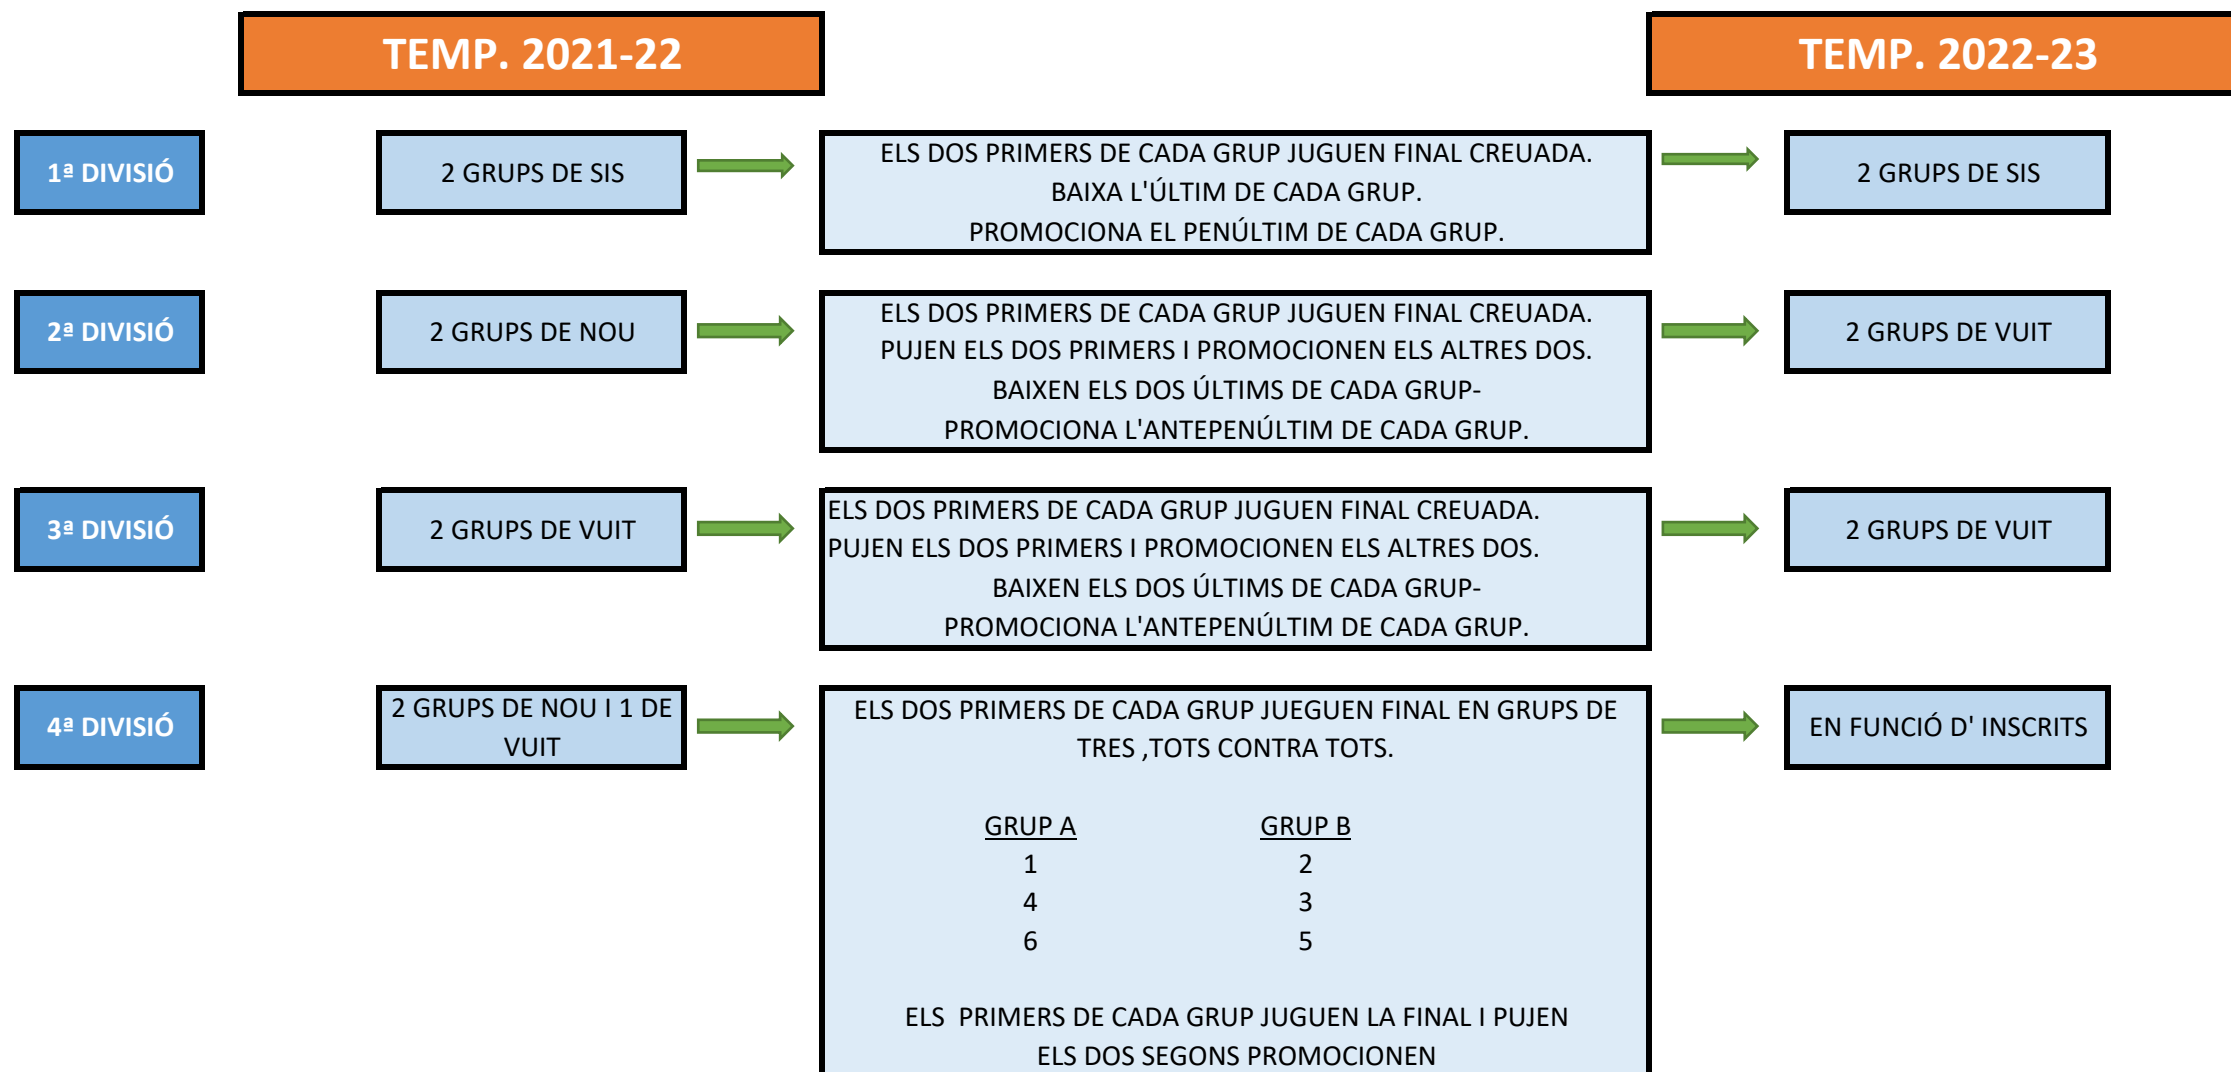 TEMP. 2021-22
TEMP. 2022-23
1ª DIVISIÓ
2 GRUPS DE SIS
ELS DOS PRIMERS DE CADA GRUP JUGUEN FINAL CREUADA.
BAIXA L'ÚLTIM DE CADA GRUP.
PROMOCIONA EL PENÚLTIM DE CADA GRUP.
2 GRUPS DE SIS
2ª DIVISIÓ
2 GRUPS DE NOU
ELS DOS PRIMERS DE CADA GRUP JUGUEN FINAL CREUADA.
PUJEN ELS DOS PRIMERS I PROMOCIONEN ELS ALTRES DOS.
BAIXEN ELS DOS ÚLTIMS DE CADA GRUP-
PROMOCIONA L'ANTEPENÚLTIM DE CADA GRUP.
2 GRUPS DE VUIT
3ª DIVISIÓ
2 GRUPS DE VUIT
ELS DOS PRIMERS DE CADA GRUP JUGUEN FINAL CREUADA.
PUJEN ELS DOS PRIMERS I PROMOCIONEN ELS ALTRES DOS.
BAIXEN ELS DOS ÚLTIMS DE CADA GRUP-
PROMOCIONA L'ANTEPENÚLTIM DE CADA GRUP.
2 GRUPS DE VUIT
4ª DIVISIÓ
2 GRUPS DE NOU I 1 DE
VUIT
ELS DOS PRIMERS DE CADA GRUP JUEGUEN FINAL EN GRUPS DE
TRES ,TOTS CONTRA TOTS.
GRUP A GRUP B
1 2
4 3
6 5
ELS  PRIMERS DE CADA GRUP JUGUEN LA FINAL I PUJEN
ELS DOS SEGONS PROMOCIONEN
EN FUNCIÓ D' INSCRITS